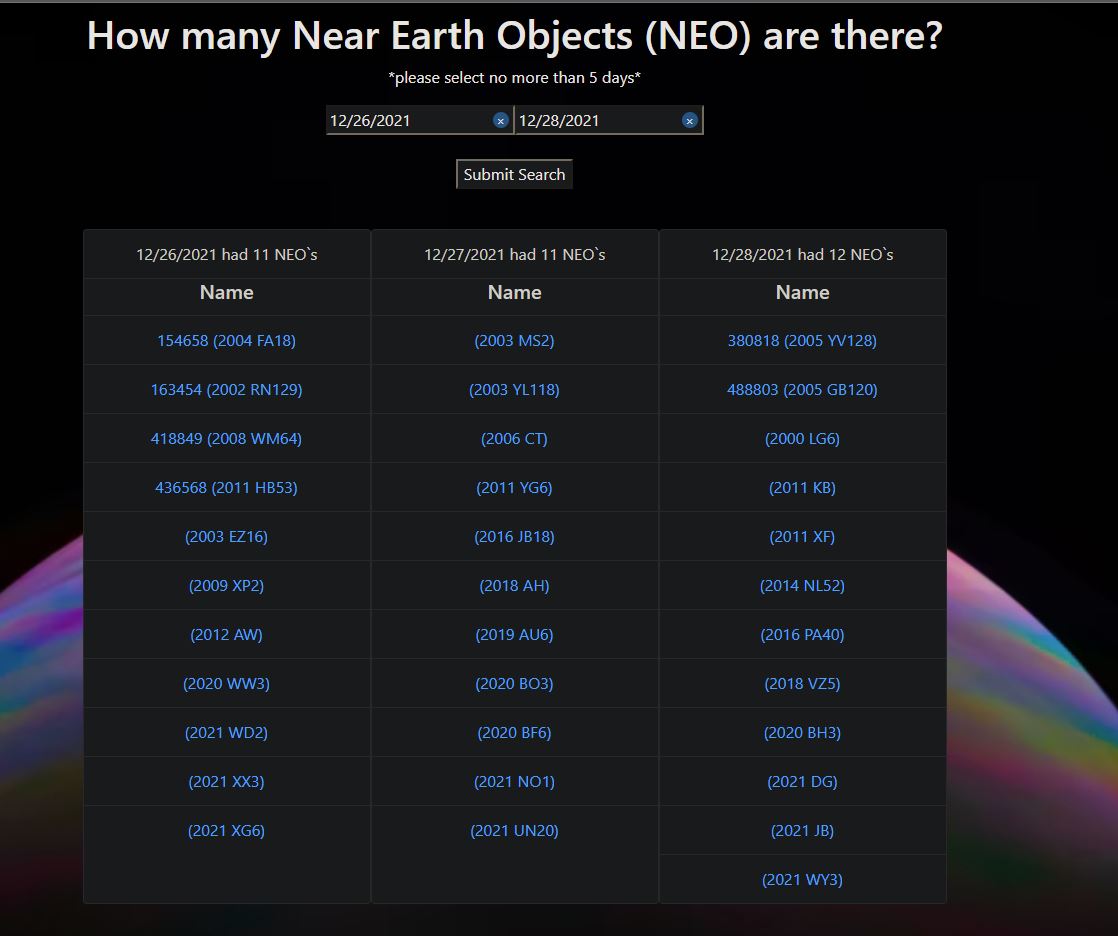 How many Near Earth Objects (NEO) are there?
*please select no more than 5 days*
12/26/2021 × 12/28/2021 ×
Submit Search
12/26/2021 had 11 NEO`s 12/27/2021 had 11 NEO`s 12/28/2021 had 12 NEO`s
Name Name Name
154658 (2004 FA18) (2003 MS2) 380818 (2005 YV128)
163454 (2002 RN129) (2003 YL118) 488803 (2005 GB120)
418849 (2008 WM64) (2006 CT) (2000 LG6)
436568 (2011 HB53) (2011 YG6) (2011 KB)
(2003 EZ16) (2016 JB18) (2011 XF)
(2009 XP2) (2018 AH) (2014 NL52)
(2012 AW) (2019 AU6) (2016 PA40)
(2020 WW3) (2020 BO3) (2018 VZ5)
(2021 WD2) (2020 BF6) (2020 BH3)
(2021 XX3) (2021 NO1) (2021 DG)
(2021 XG6) (2021 UN20) (2021 JB)
(2021 WY3)